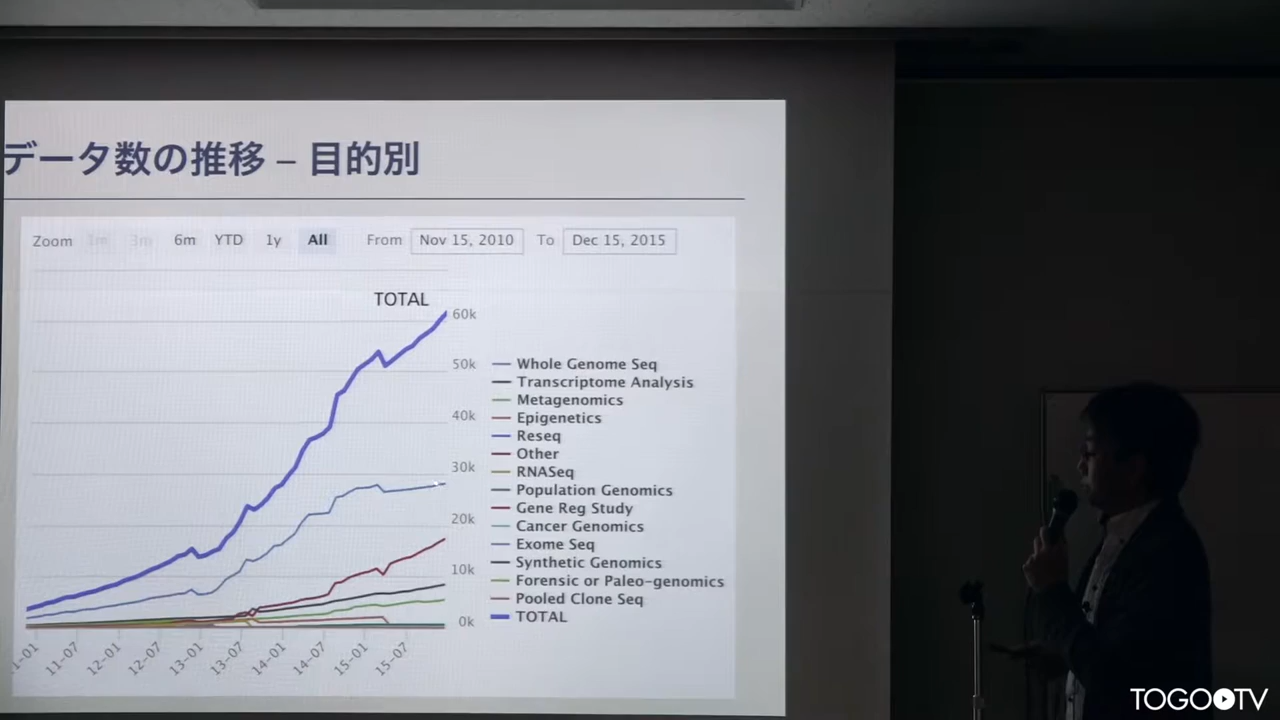 データ数の推移 – 目的別
Zoom 1m 3m 6m YTD 1y All From Nov 15, 2010 To Dec 15, 2015
TOTAL
60k
50k
40k
30k
20k
10k
0k
Whole Genome Seq
Transcriptome Analysis
Metagenomics
Epigenetics
Reseq
Other
RNASeq
Population Genomics
Gene Reg Study
Cancer Genomics
Exome Seq
Synthetic Genomics
Forensic or Paleo-genomics
Pooled Clone Seq
TOTAL
1-01 11-07 12-01 12-07 13-01 13-07 14-01 14-07 15-01 15-07
TOGOTV